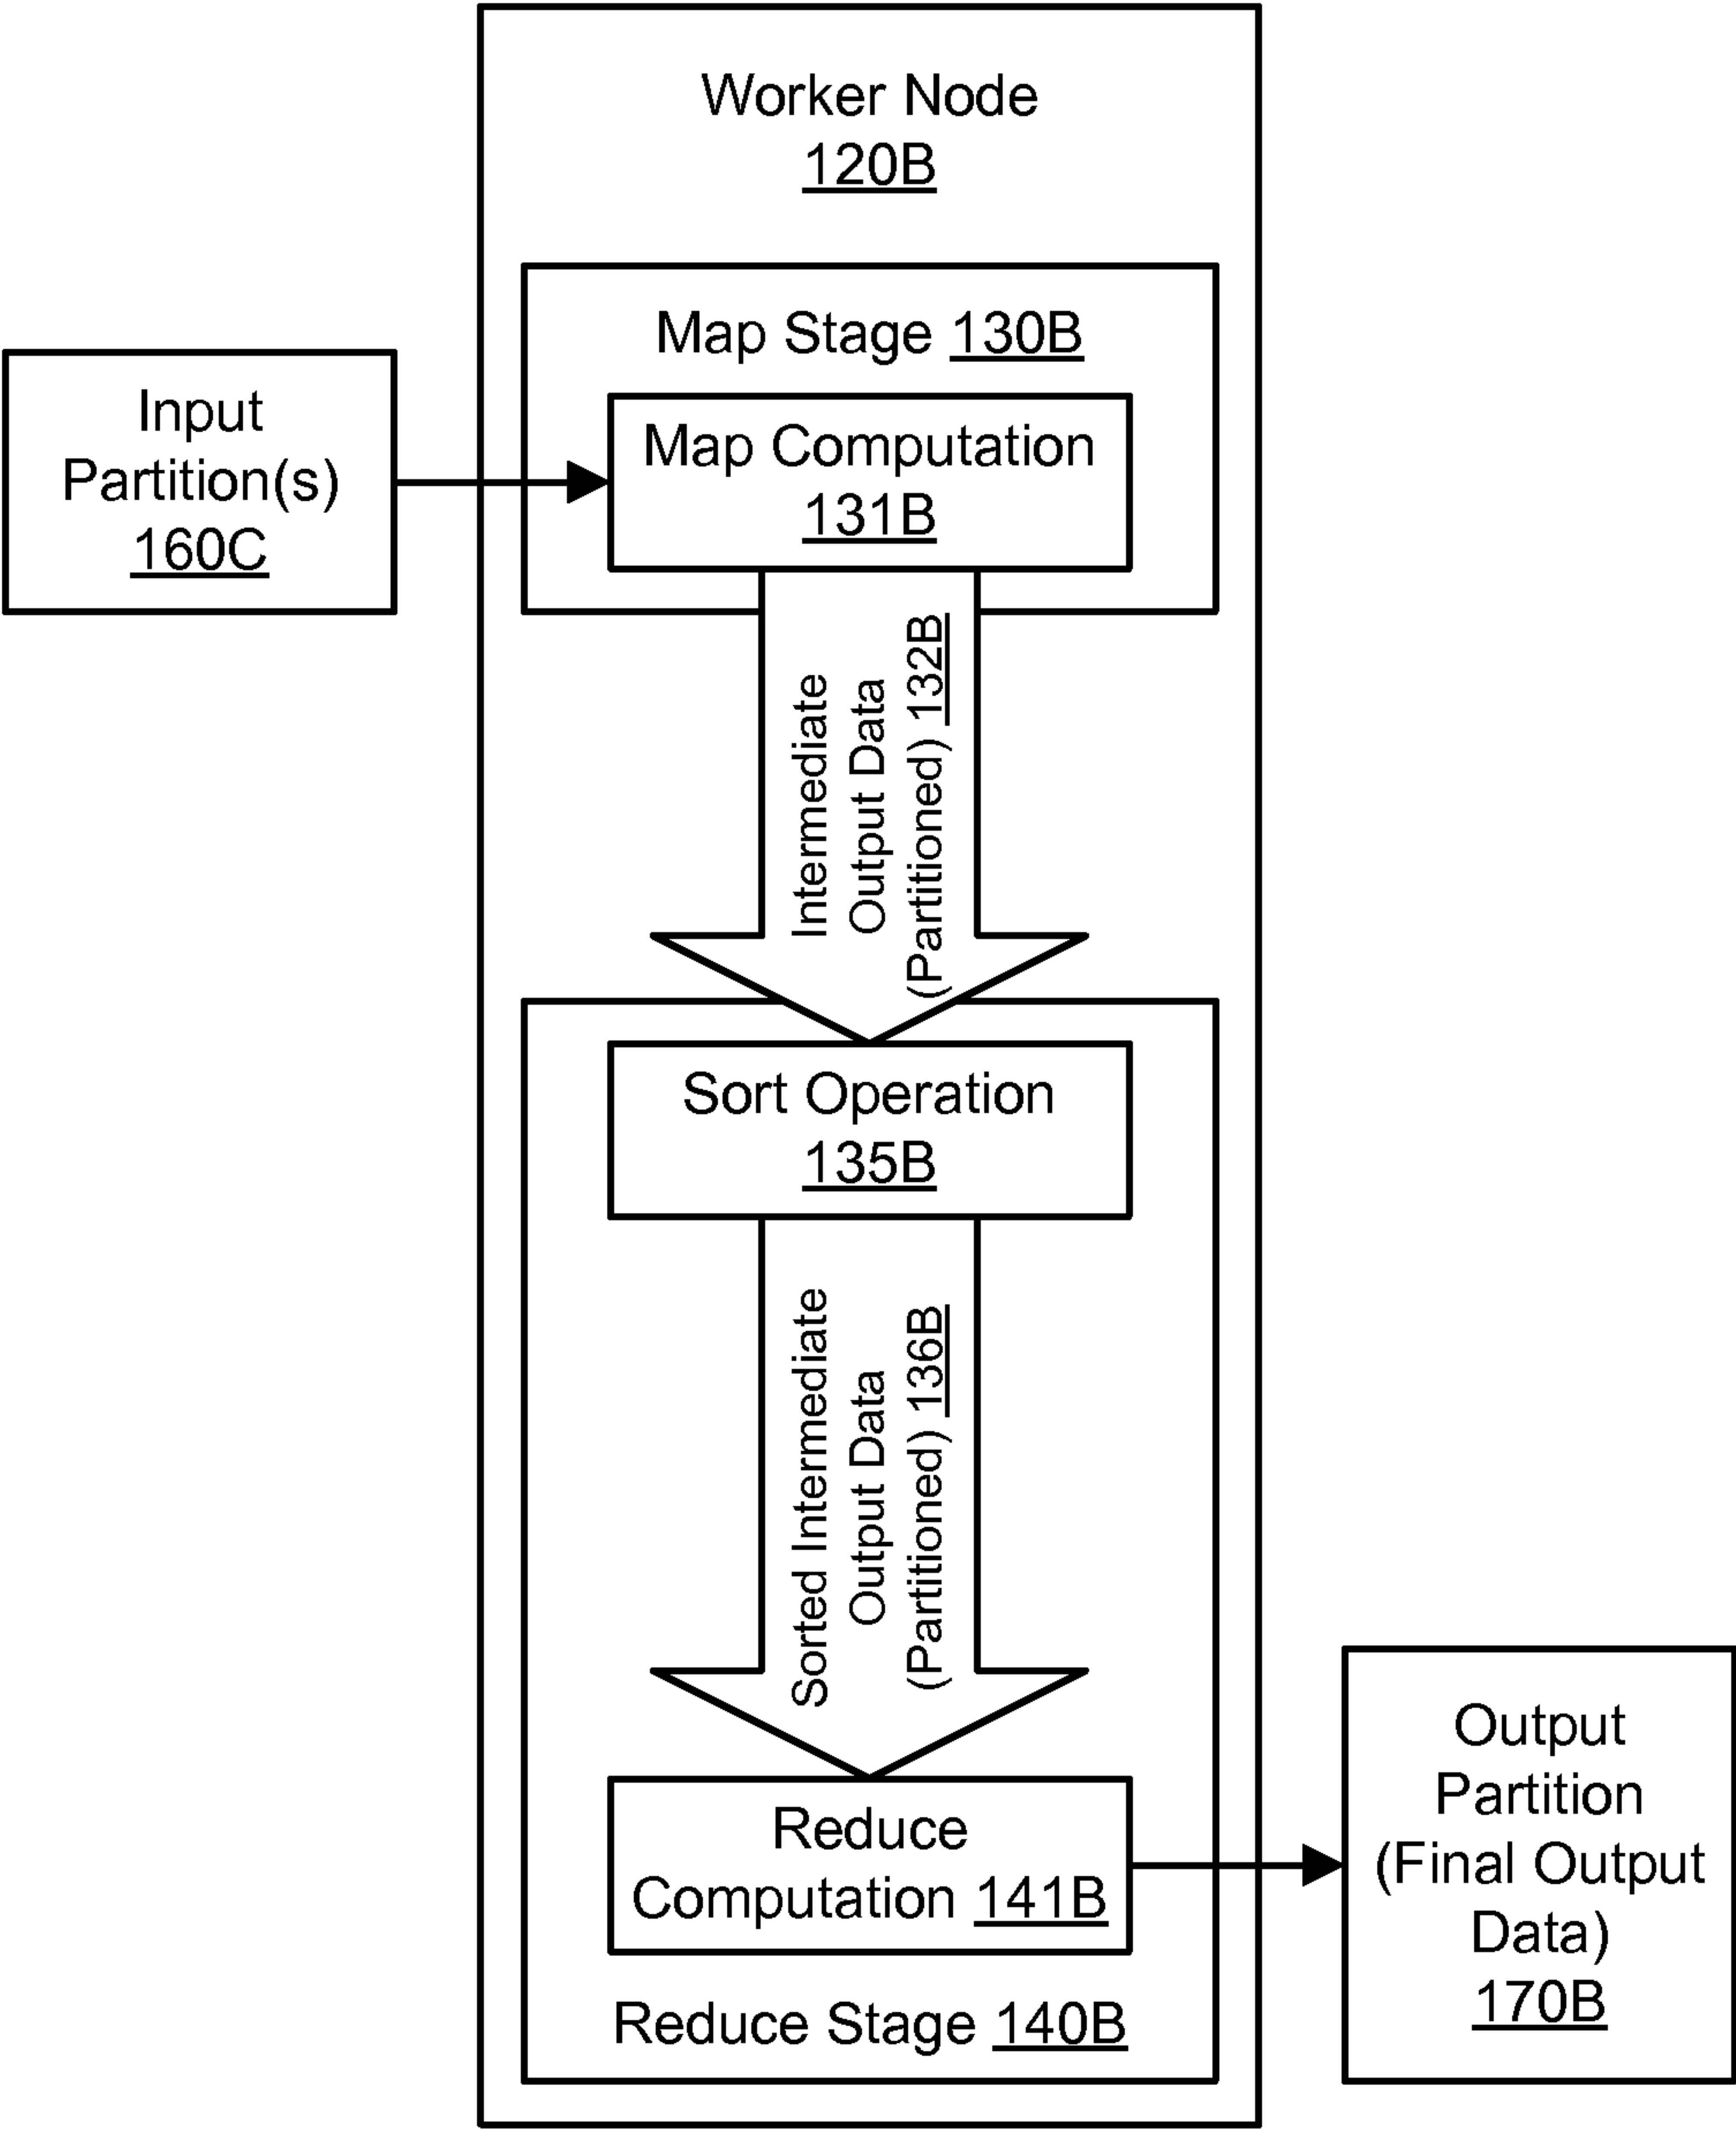 Worker Node
120B
Map Stage 130B
Input
Partition(s)
160C
Map Computation
131B
Intermediate
Output Data
(Partitioned) 132B
Sort Operation
135B
Sorted Intermediate
Output Data
(Partitioned) 136B
Reduce
Computation 141B
Reduce Stage 140B
Output
Partition
(Final Output
Data)
170B